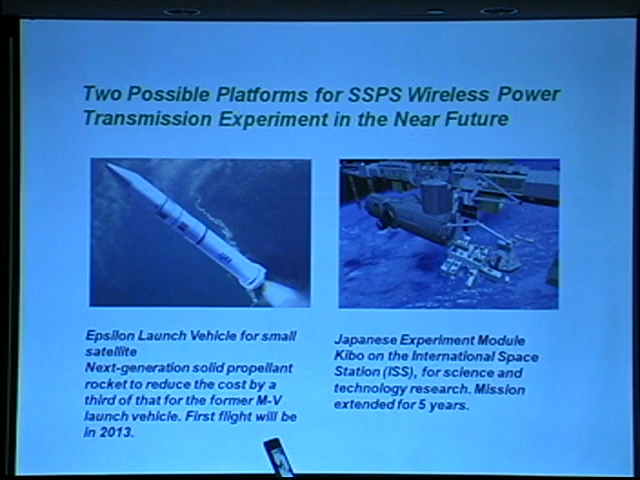 Two Possible Platforms for SSPS Wireless Power
Transmission Experiment in the Near Future
Epsilon Launch Vehicle for small
satellite
Next-generation solid propellant
rocket to reduce the cost by a
third of that for the former M-V
launch vehicle. First flight will be
in 2013.
Japanese Experiment Module
Kibo on the International Space
Station (ISS), for science and
technology research. Mission
extended for 5 years.